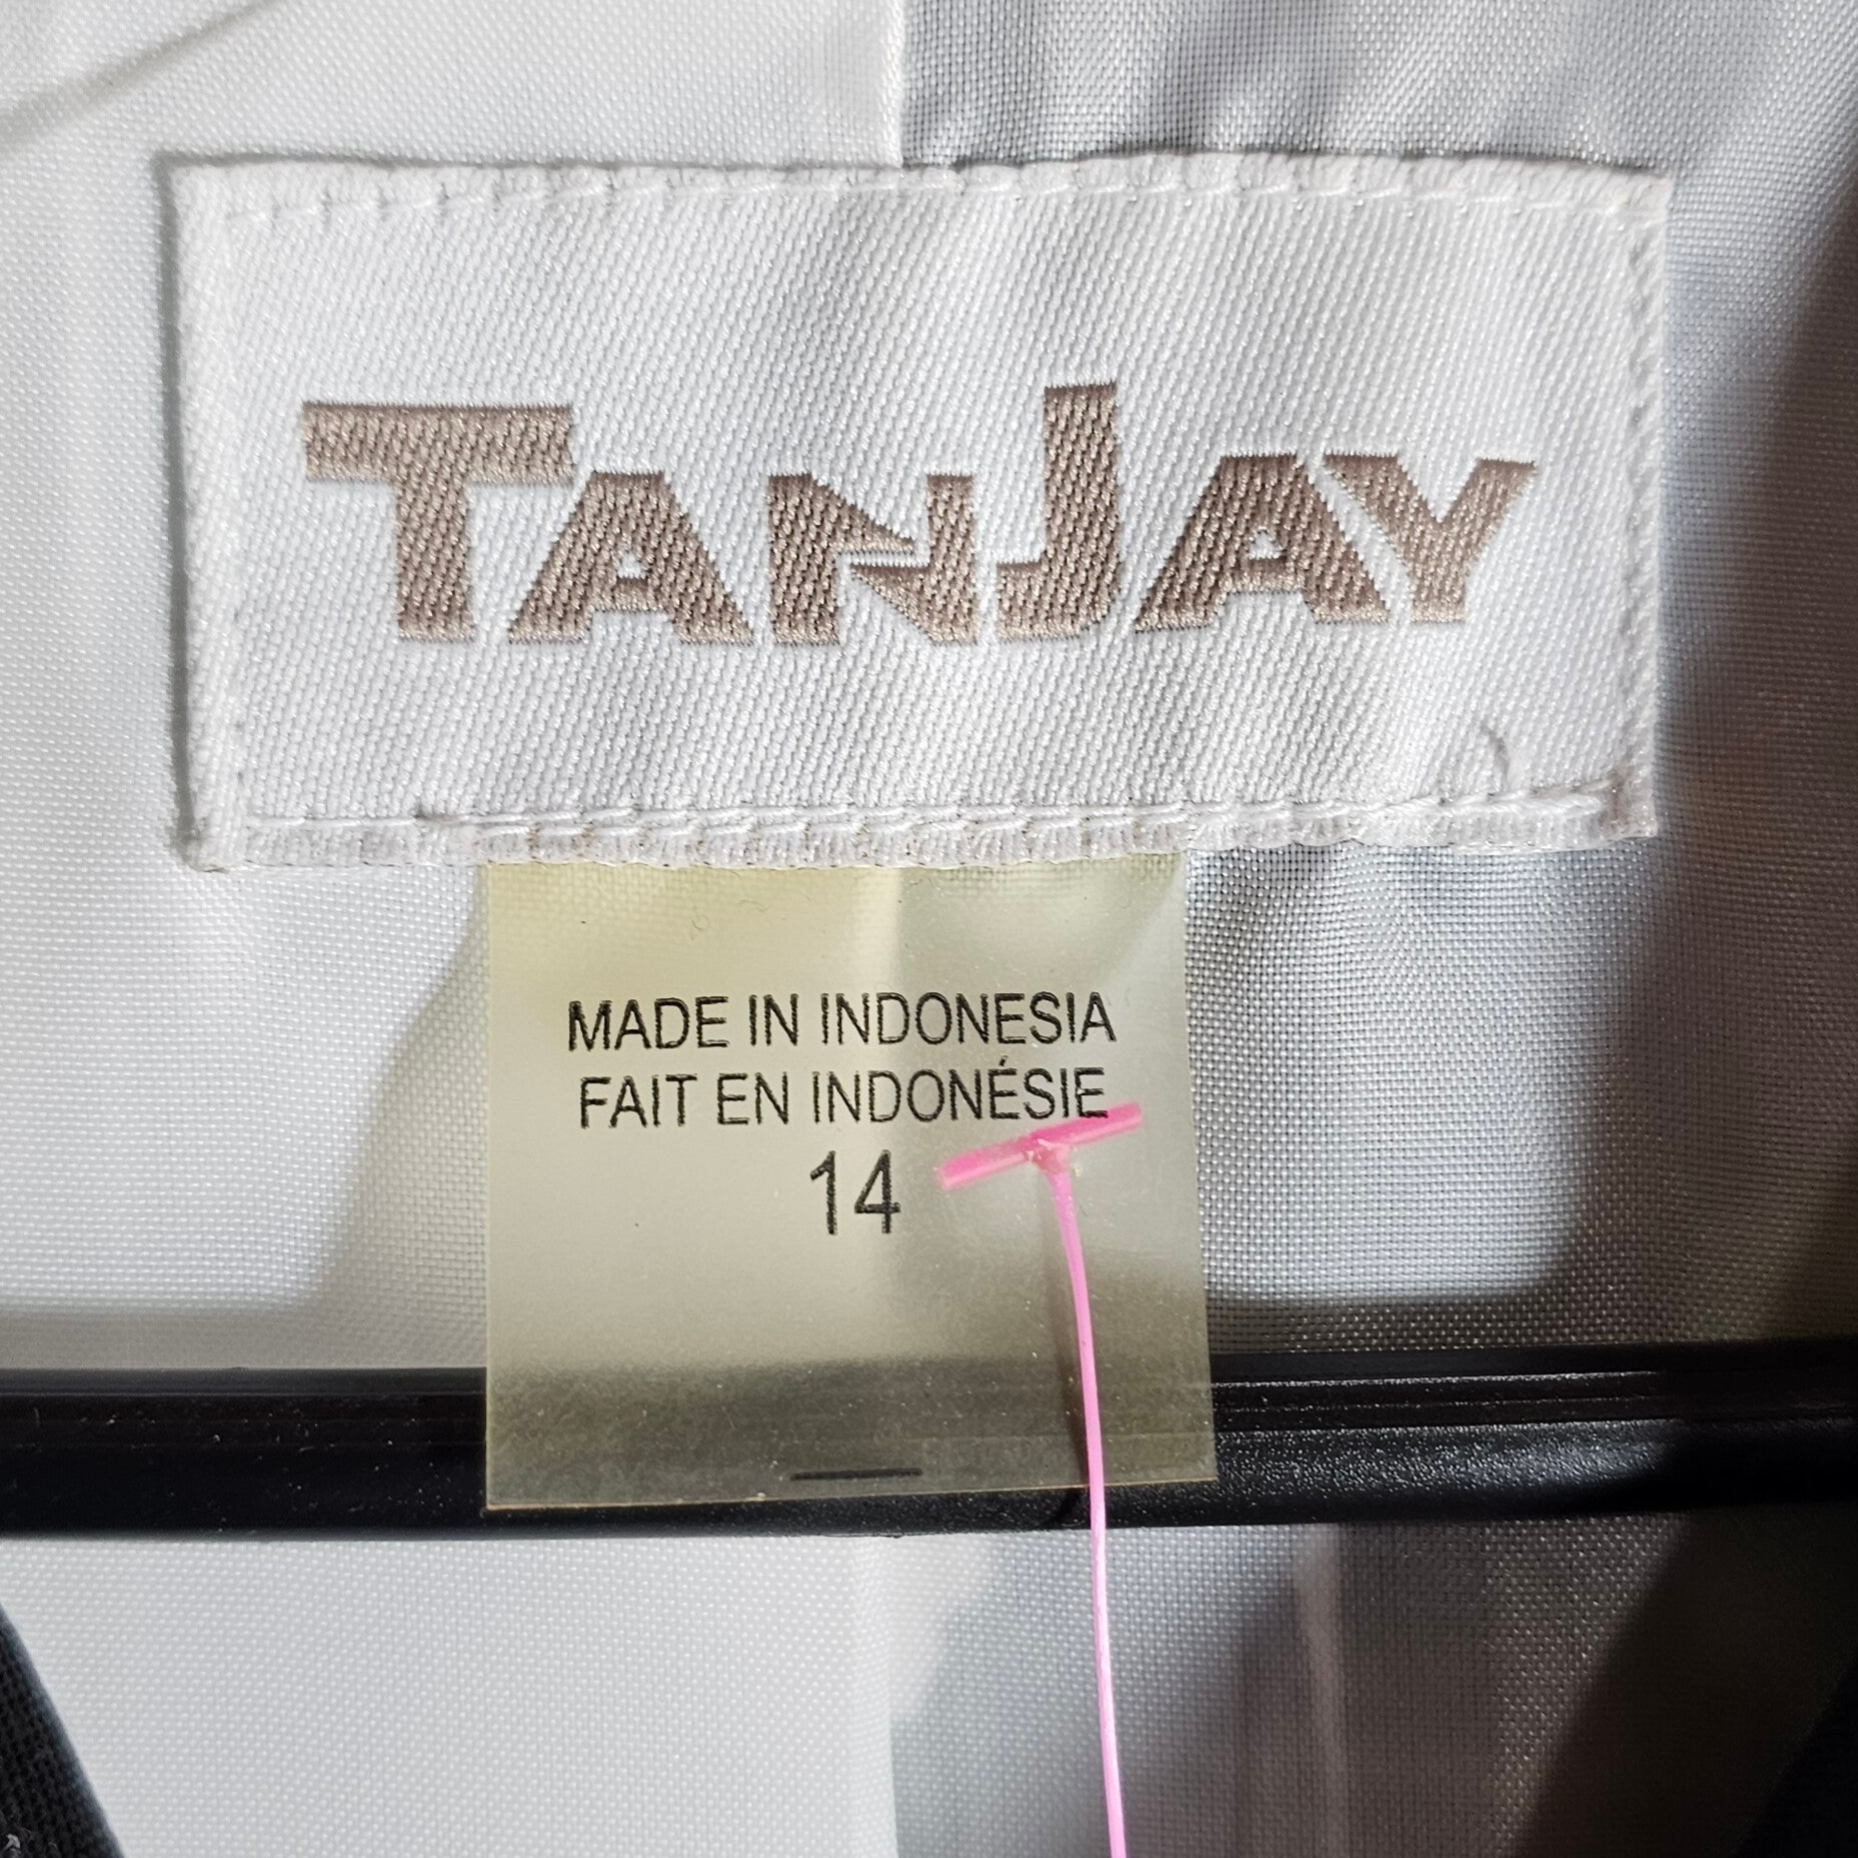 TANJAY
MADE IN INDONESIA
FAIT EN INDONÉSIE
14